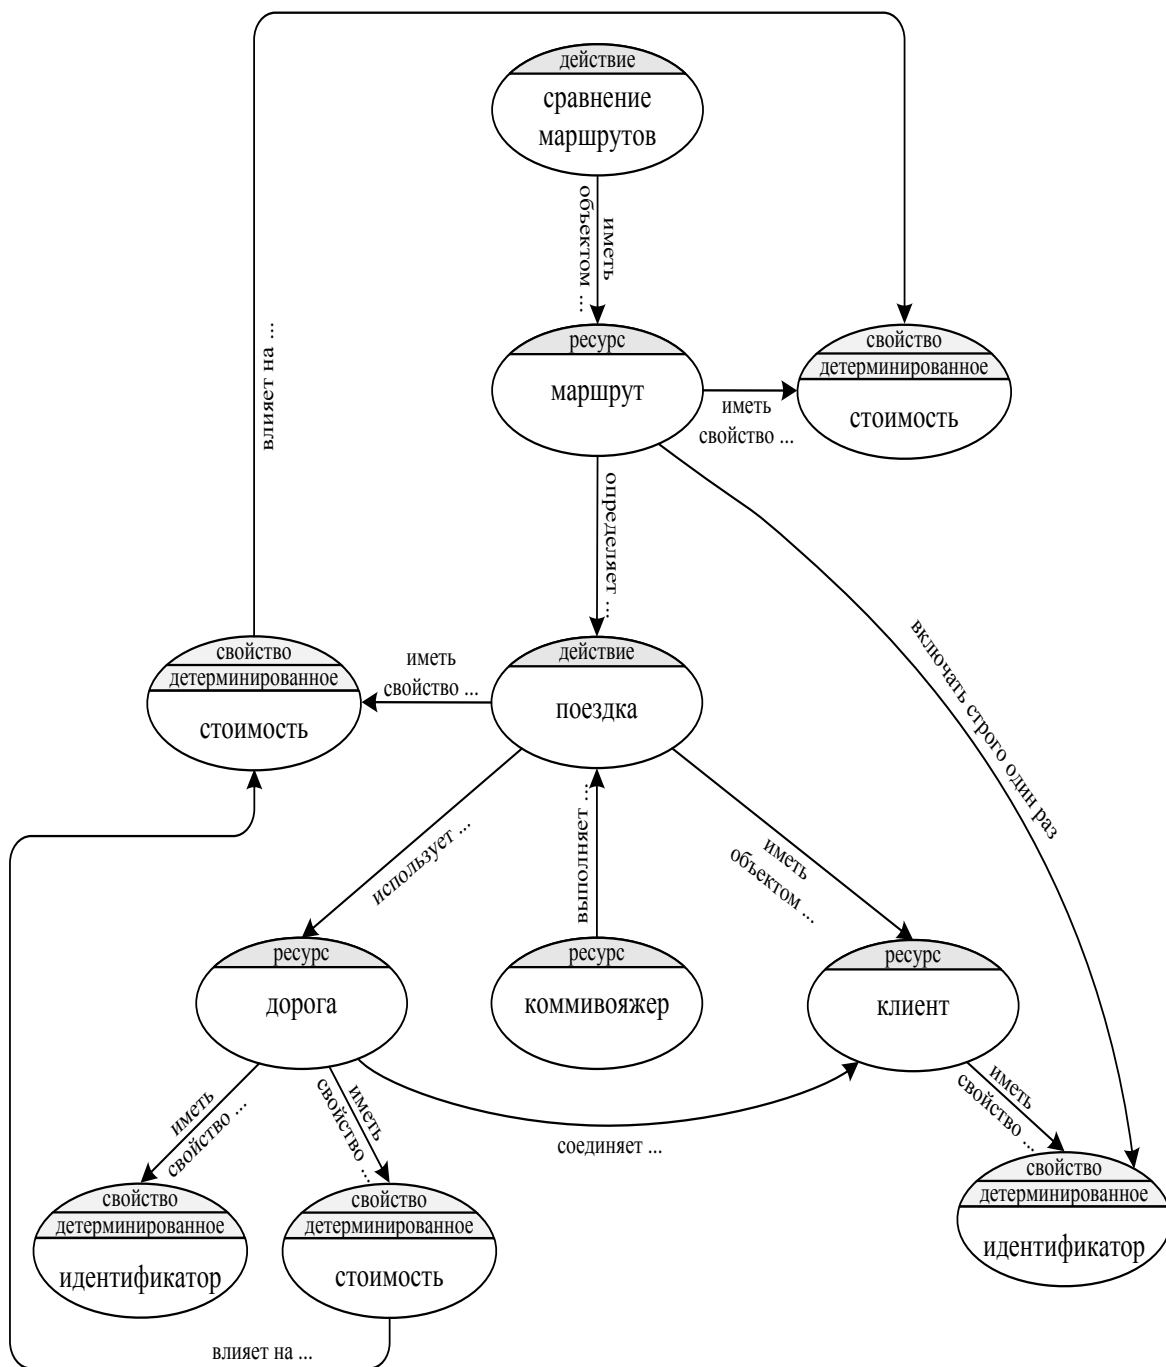 действие
сравнение
маршрутов
иметь
объектом ...
влияет на ...
ресурс
маршрут
иметь
свойство ...
свойство
детерминированное
стоимость
определяет ...
включать строго один раз
свойство
детерминированное
стоимость
иметь
свойство ...
действие
поездка
использует ...
выполняет ...
иметь
объектом ...
ресурс
дорога
ресурс
коммивояжер
ресурс
клиент
иметь
свойство ...
иметь
свойство ...
соединяет ...
иметь
свойство ...
свойство
детерминированное
идентификатор
свойство
детерминированное
стоимость
свойство
детерминированное
идентификатор
влияет на ...